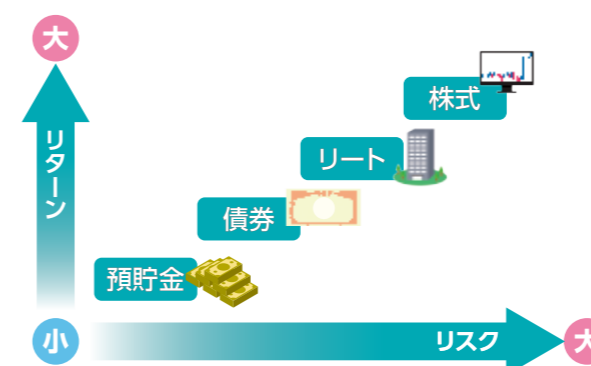 大
株式
リターン
リート
債券
預貯金
小
リスク
大